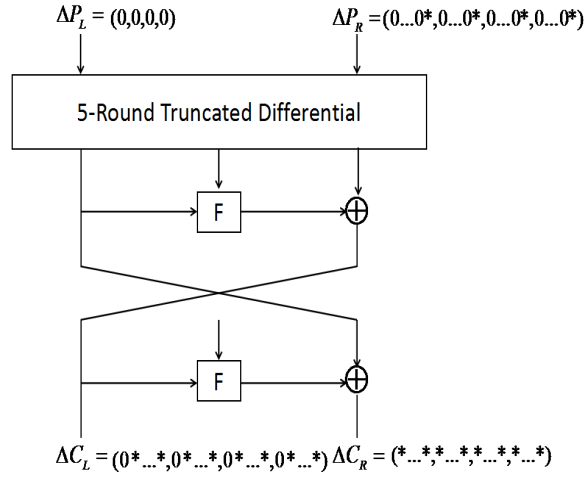 ΔP_L = (0,0,0,0) ΔP_R =(0...0*,0...0*,0...0*,0...0*)
5-Round Truncated Differential
F
F
ΔC_L = (0*...*,0*...*,0*...*,0*...*) ΔC_R = (*...*,*...*,*...*,*...*)